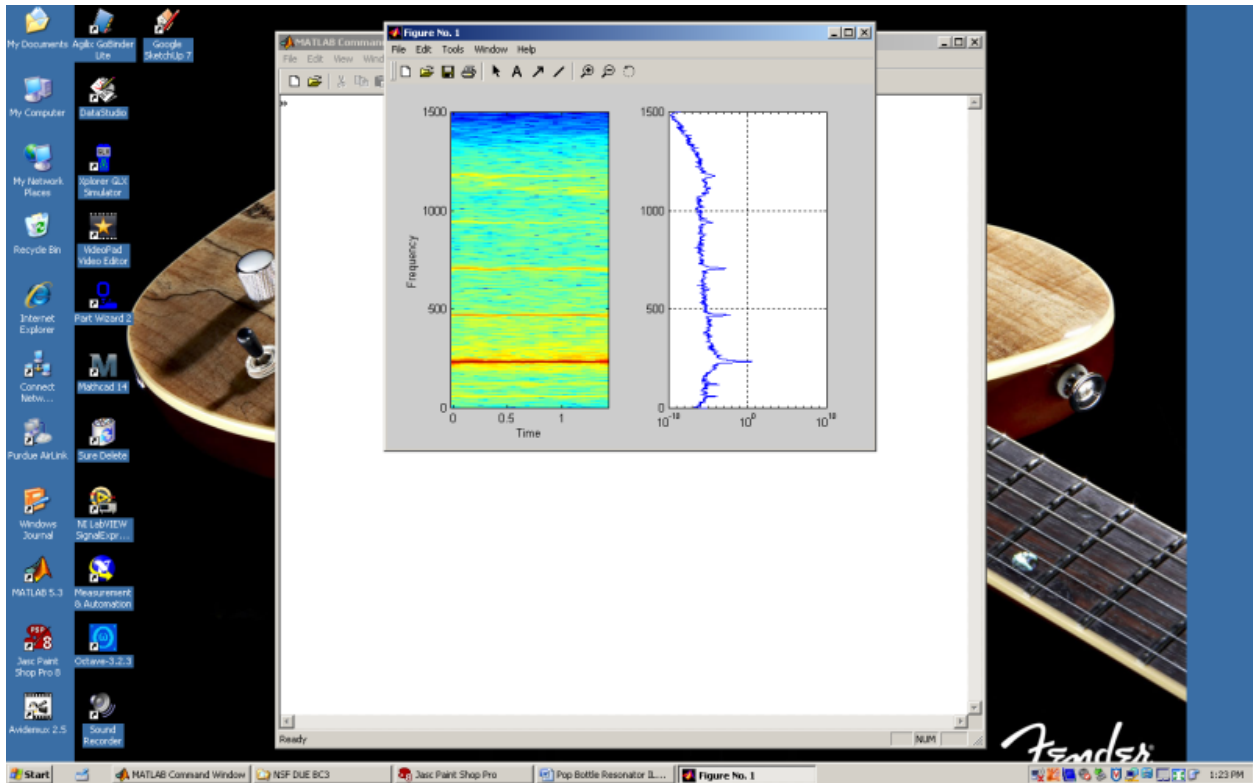 My Documents
Agilix GoBinder
Lite
Google
SketchUp 7
My Computer
DataStudio
My Network
Places
Xplorer GLX
Simulator
Recycle Bin
VideoPad
Video Editor
Internet
Explorer
Part Wizard 2
Connect
Netw...
Mathcad 14
Purdue AirLink
Sure Delete
Windows
Journal
NI LabVIEW
SignalExpr...
MATLAB 5.3
Measurement
& Automation
Jasc Paint
Shop Pro 8
Octave-3.2.3
Avidemux 2.5
Sound
Recorder
MATLAB Comman
File Edit View Wind
»
Figure No. 1
File Edit Tools Window Help
1500
1000
500
0
Frequency
0 0.5 1
Time
1500
1000
500
0
10^-10 10^0 10^10
Ready
NUM
Fender
Start
MATLAB Command Window
NSF DUE BC3
Jasc Paint Shop Pro
Pop Bottle Resonator IL...
Figure No. 1
1:23 PM